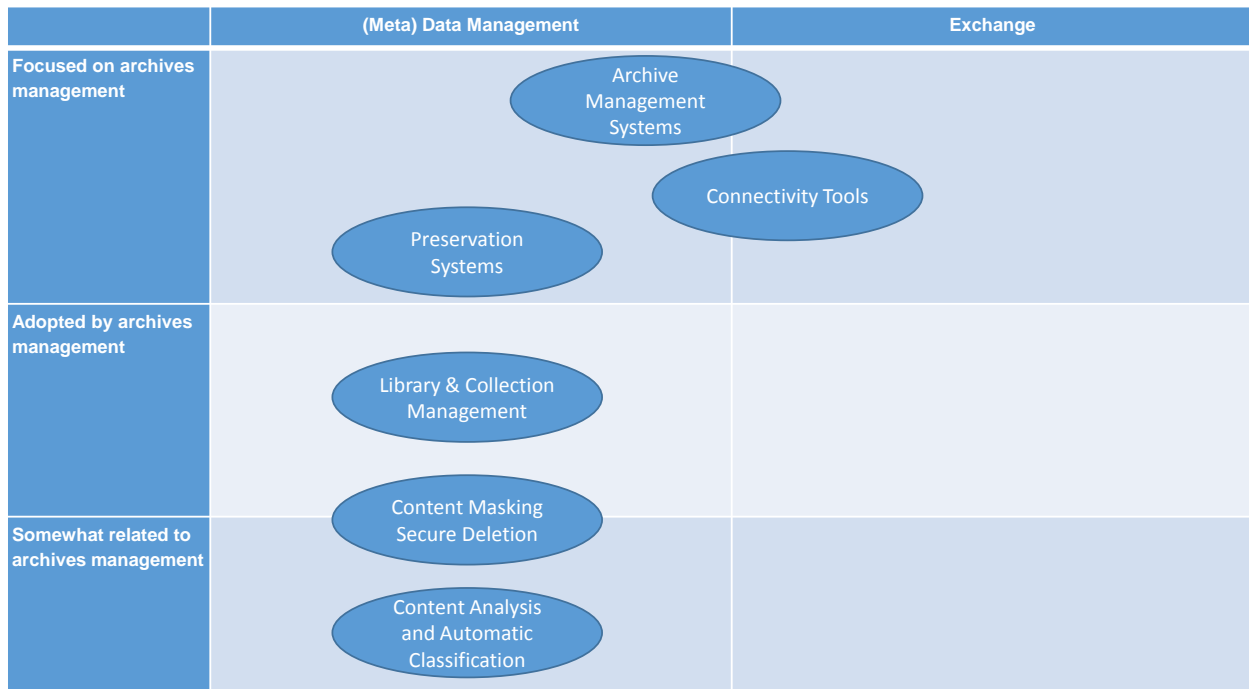 (Meta) Data Management
Exchange
Focused on archives
management
Archive
Management
Systems
Connectivity Tools
Preservation
Systems
Adopted by archives
management
Library & Collection
Management
Content Masking
Secure Deletion
Somewhat related to
archives management
Content Analysis
and Automatic
Classification